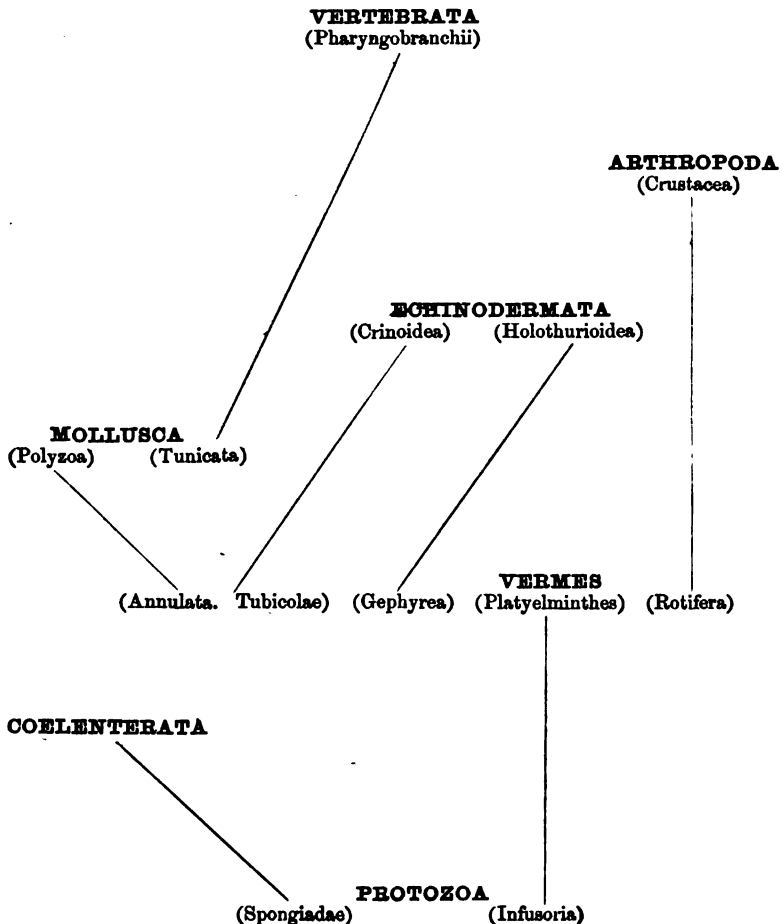 VERTEBRATA
(Pharyngobranchii)
ARTHROPODA
(Crustacea)
ECHINODERMATA
(Crinoidea) (Holothurioidea)
MOLLUSCA
(Polyzoa) (Tunicata)
VERMES
(Annulata. Tubicolae) (Gephyrea) (Platyelminthes) (Rotifera)
COELENTERATA
PROTOZOA
(Spongiadae) (Infusoria)